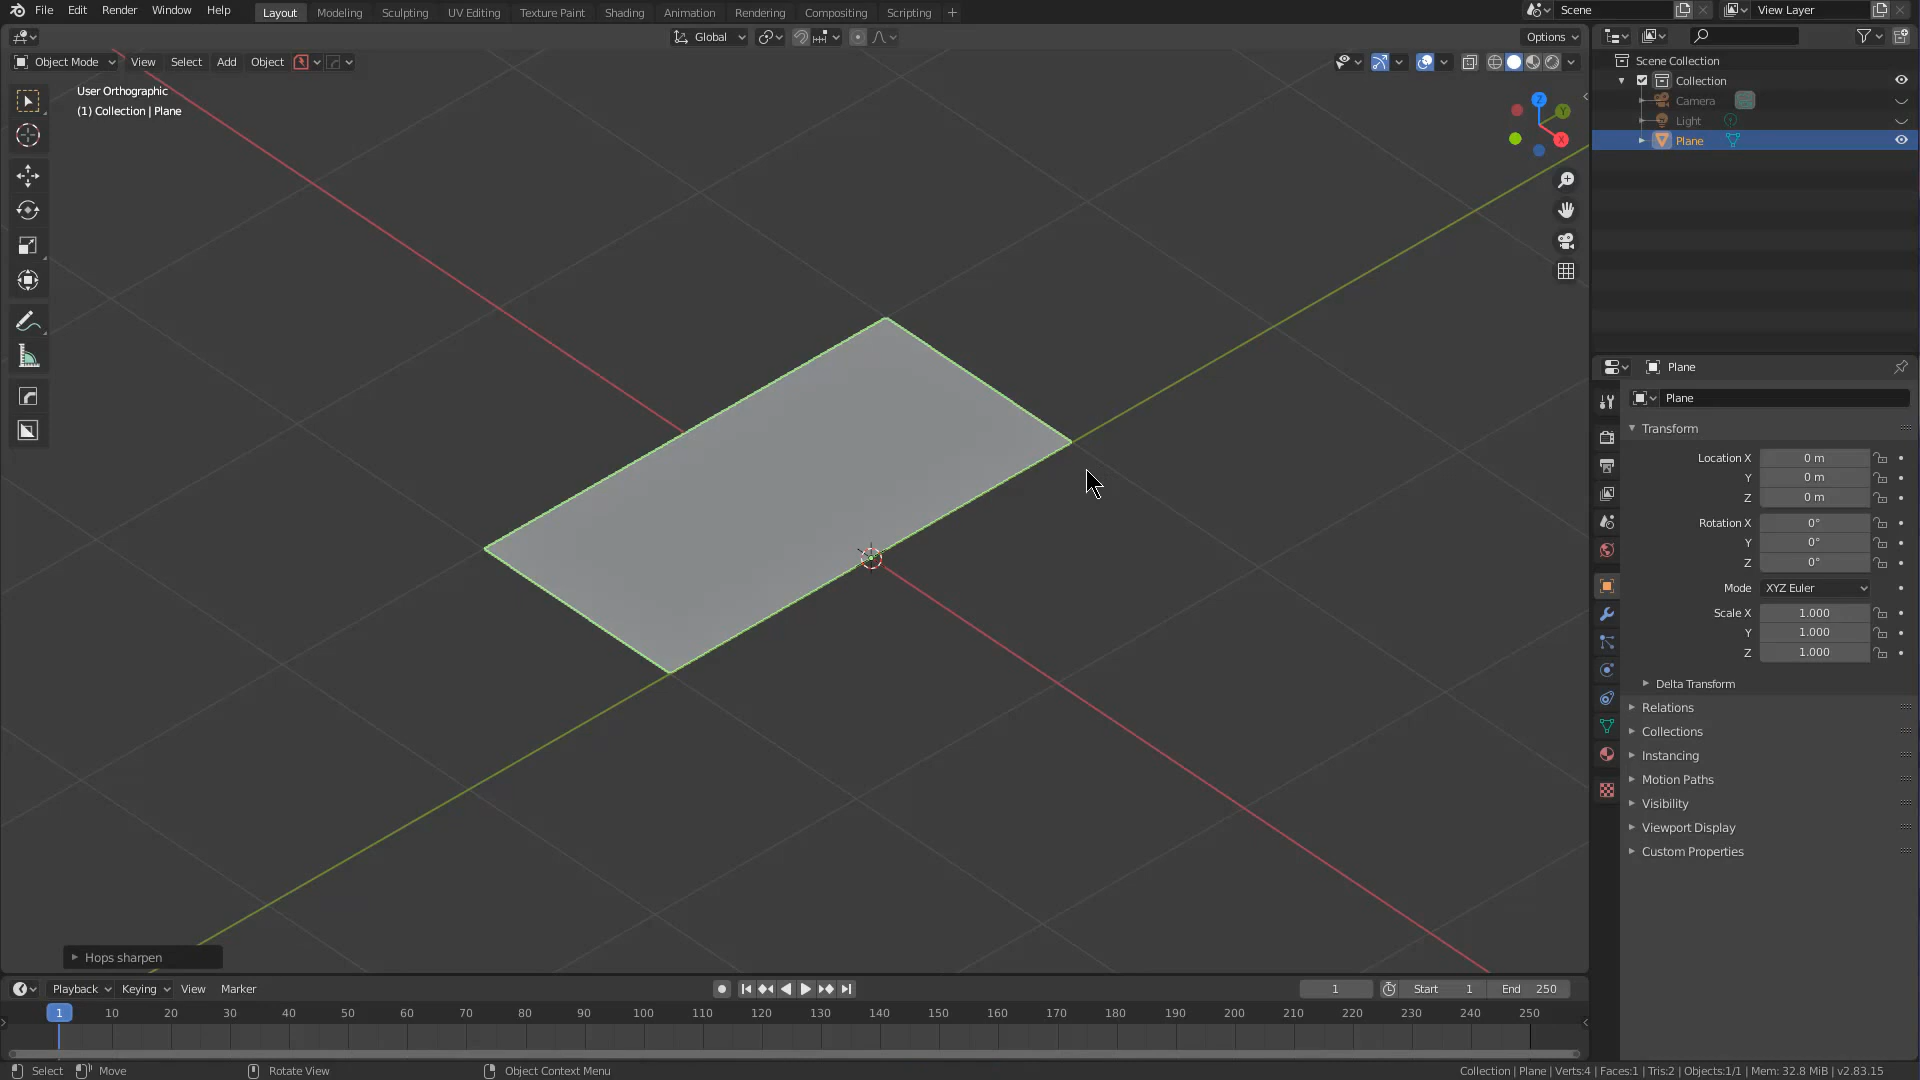 File Edit Render Window Help Layout Modeling Sculpting UV Editing Texture Paint Shading Animation Rendering Compositing Scripting + Scene View Layer
Global Options
Object Mode View Select Add Object
User Orthographic
(1) Collection | Plane
Z
Y
X
Scene Collection
Collection
Camera
Light
Plane
Plane
Plane
Transform
Location X 0 m
Y 0 m
Z 0 m
Rotation X 0°
Y 0°
Z 0°
Mode XYZ Euler
Scale X 1.000
Y 1.000
Z 1.000
Delta Transform
Relations
Collections
Instancing
Motion Paths
Visibility
Viewport Display
Custom Properties
Hops sharpen
Playback Keying View Marker 1 Start 1 End 250
1 10 20 30 40 50 60 70 80 90 100 110 120 130 140 150 160 170 180 190 200 210 220 230 240 250
Select Move Rotate View Object Context Menu Collection | Plane | Verts:4 | Faces:1 | Tris:2 | Objects:1/1 | Mem: 32.8 MiB | v2.83.15